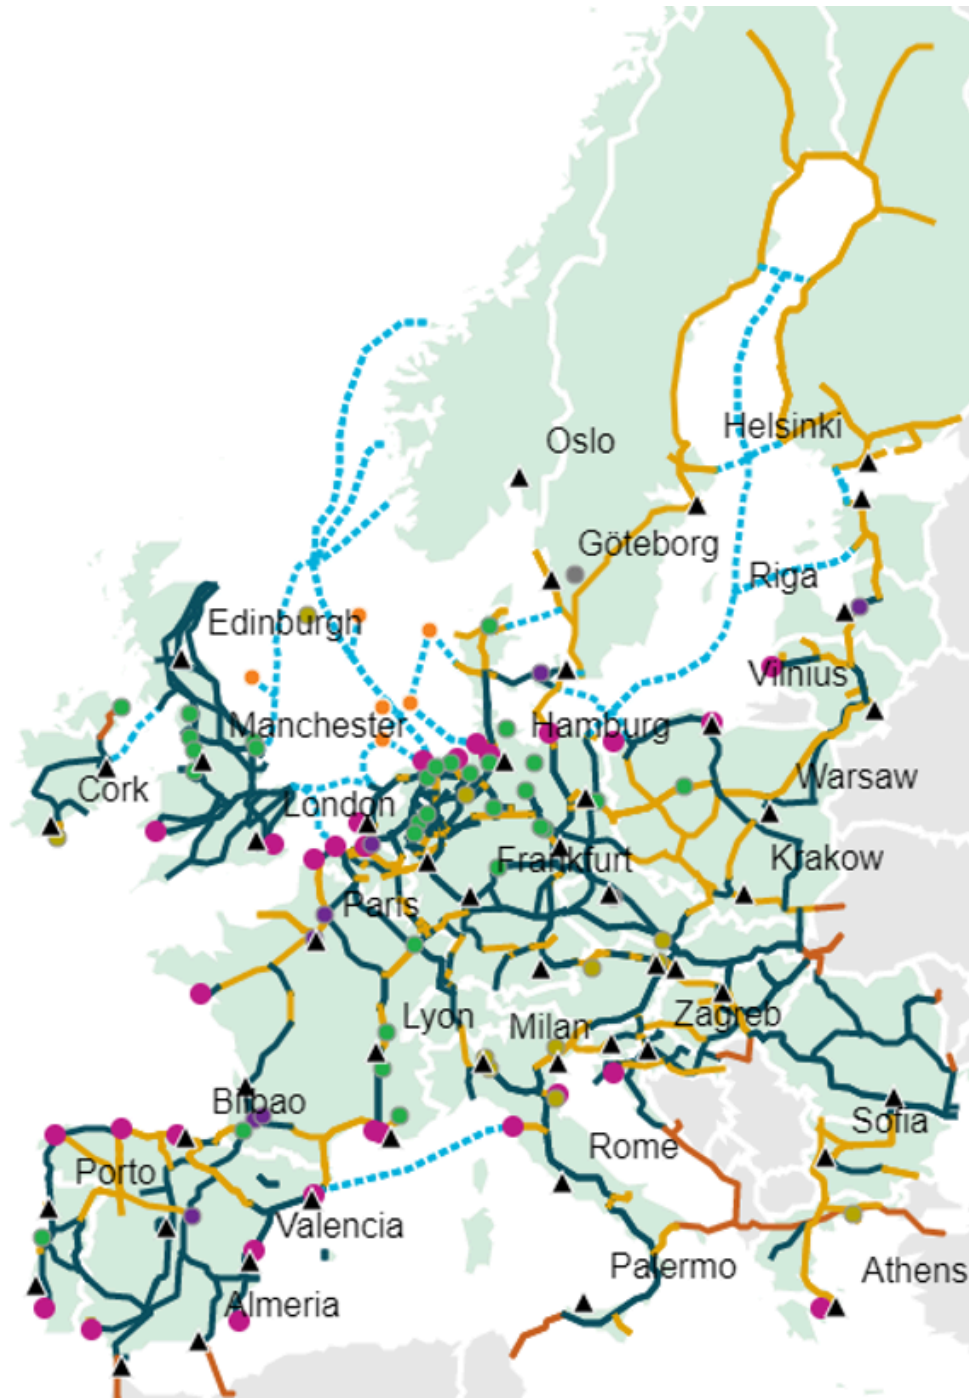 Helsinki
Oslo
Göteborg
Riga
Edinburgh
Vilnius
Manchester
Hamburg
Warsaw
Cork
London
Frankfurt
Krakow
Paris
Lyon
Milan
Zagreb
Bilbao
Sofia
Rome
Porto
Valencia
Palermo
Athens
Almeria